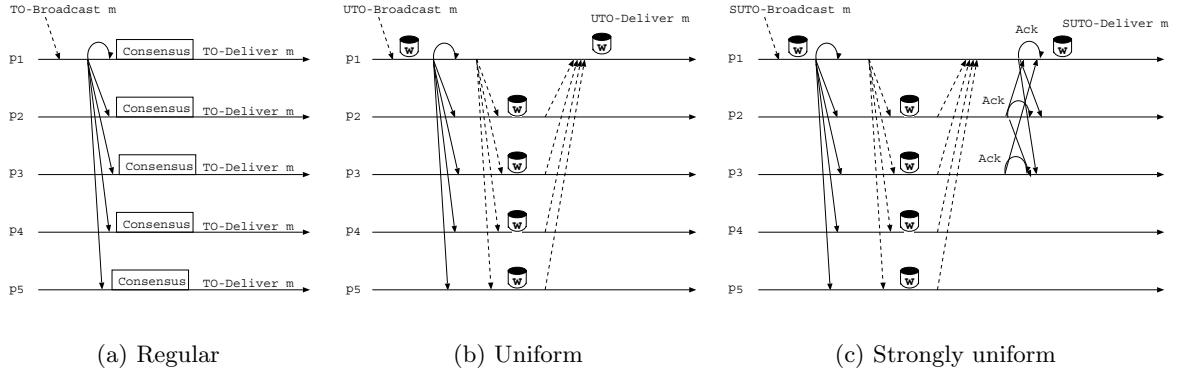 TO-Broadcast m
p1
Consensus TO-Deliver m
p2
Consensus TO-Deliver m
p3
Consensus TO-Deliver m
p4
Consensus TO-Deliver m
p5
Consensus TO-Deliver m
(a) Regular
UTO-Broadcast m
UTO-Deliver m
W
W
p1
W
p2
W
p3
W
p4
W
p5
(b) Uniform
SUTO-Broadcast m
SUTO-Deliver m
W
Ack
W
p1
W
Ack
p2
W
Ack
p3
W
p4
W
p5
(c) Strongly uniform